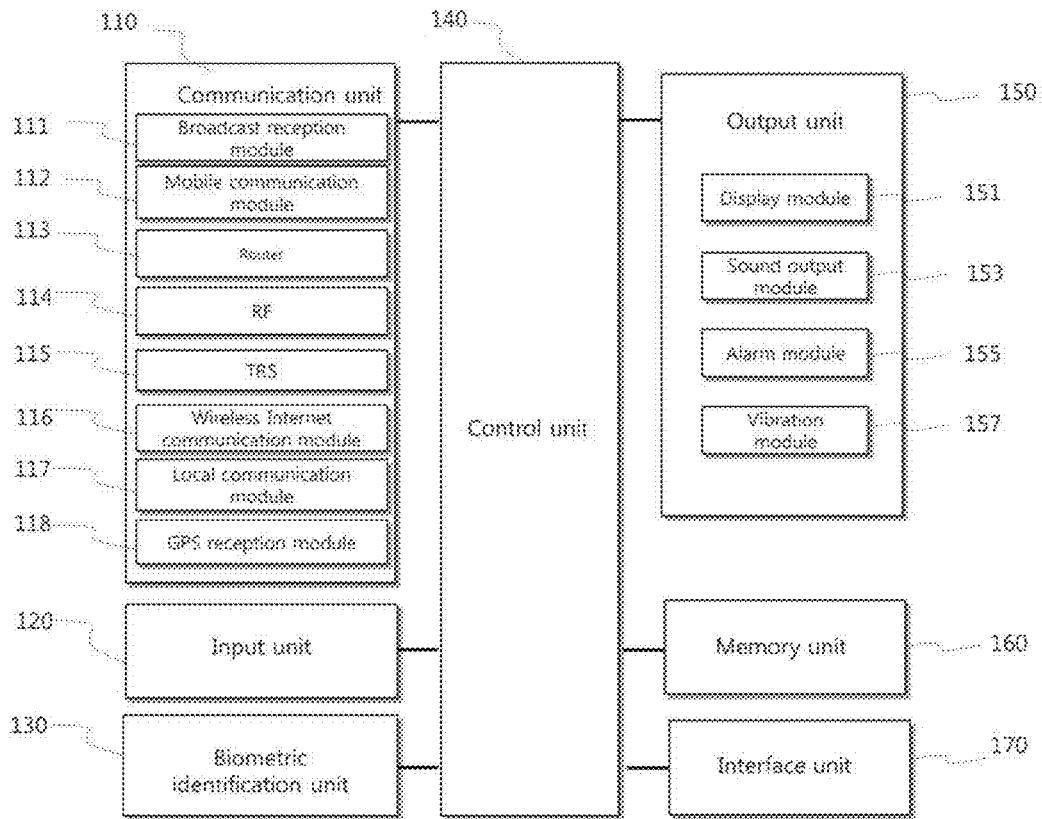 110
140
Communication unit
111
Broadcast reception
module
112
Mobile communication
module
113
Router
114
RF
115
TRS
116
Wireless Internet
communication module
117
Local communication
module
118
GPS reception module
120
Input unit
130
Biometric
identification unit
Control unit
150
Output unit
Display module
151
Sound output
module
153
Alarm module
155
Vibration
module
157
Memory unit
160
Interface unit
170